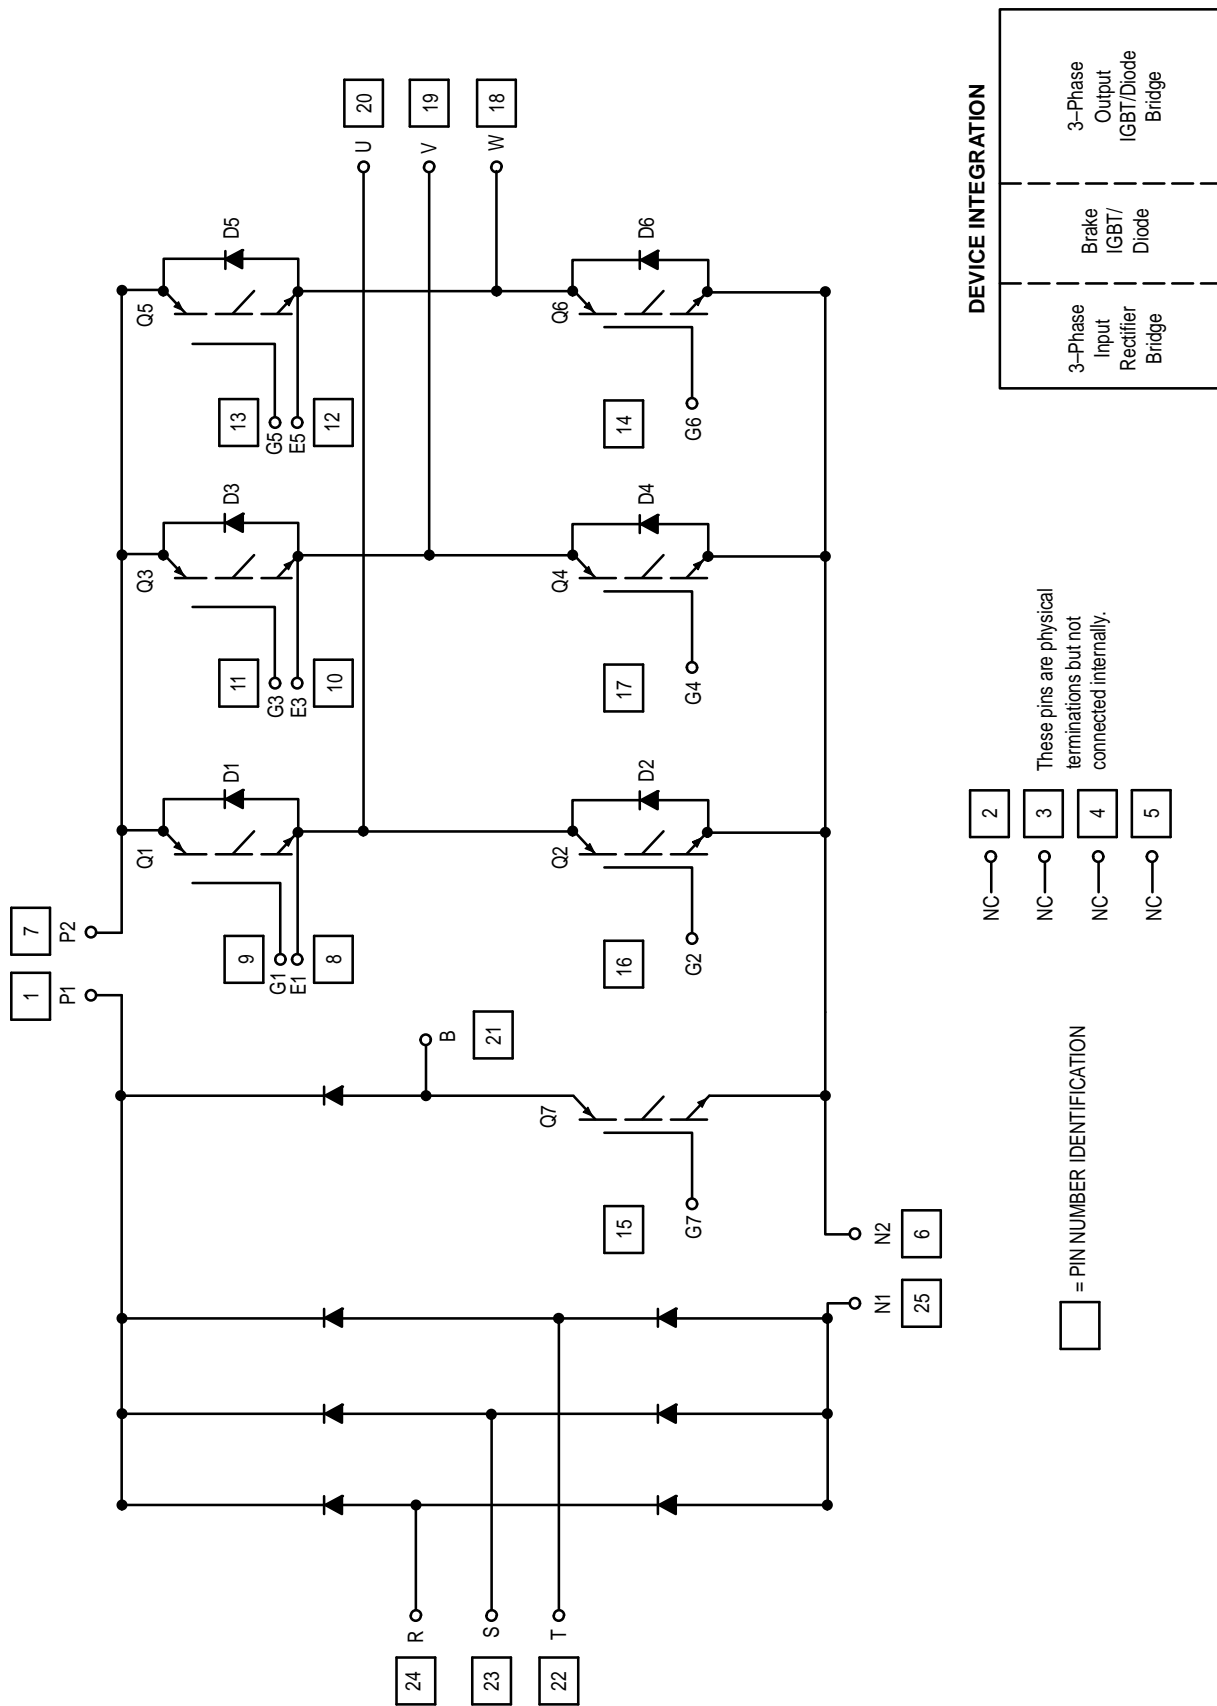 1
7
P1
P2
Q1
D1
Q3
D3
Q5
D5
9
G1
E1
8
11
G3
E3
10
13
G5
E5
12
U
20
V
19
W
18
R
24
S
23
T
22
B
21
Q7
15
G7
Q2
D2
16
G2
Q4
D4
17
G4
Q6
D6
14
G6
N1
25
N2
6
= PIN NUMBER IDENTIFICATION
NC
2
NC
3
NC
4
NC
5
These pins are physical
terminations but not
connected internally.
DEVICE INTEGRATION
3–Phase
Input
Rectifier
Bridge
Brake
IGBT/
Diode
3–Phase
Output
IGBT/Diode
Bridge